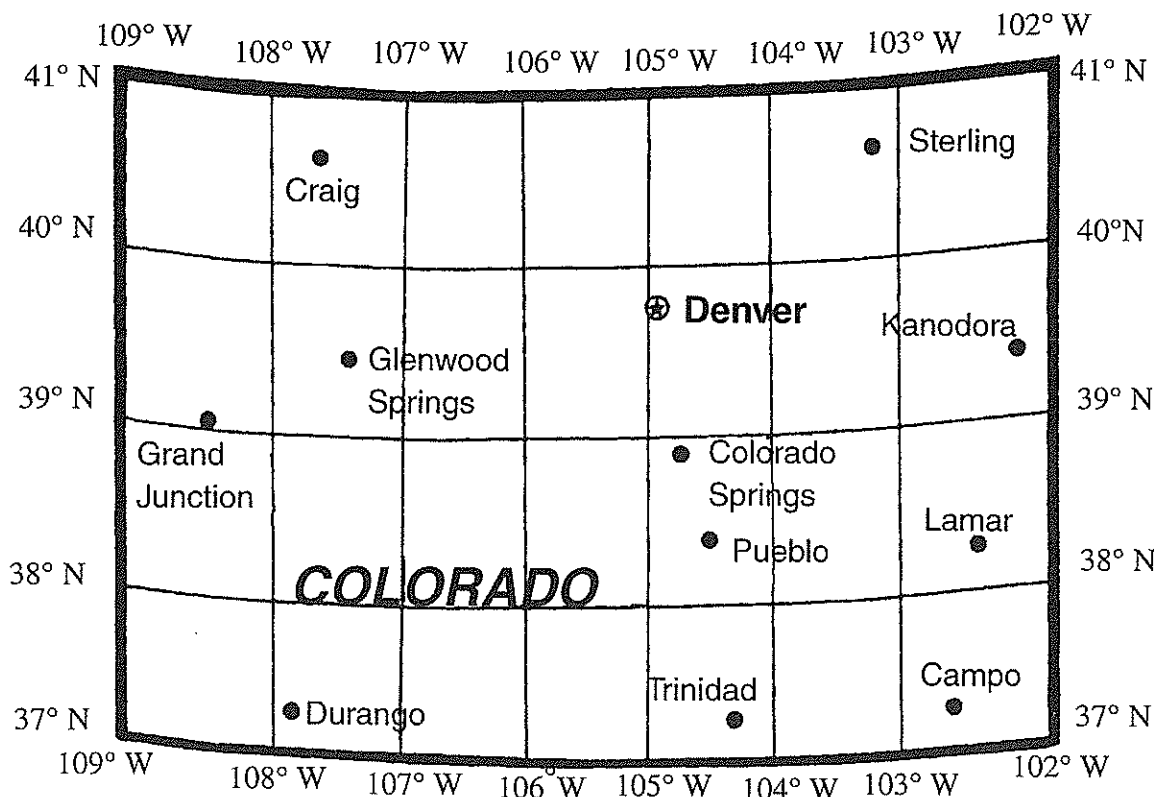 109° W
108° W
107° W
106° W
105° W
104° W
103° W
102° W
41° N
41° N
Sterling
Craig
40° N
40°N
Denver
Kanodora
Glenwood
Springs
39° N
39° N
Grand
Junction
Colorado
Springs
Lamar
Pueblo
38° N
38° N
COLORADO
Trinidad
Campo
Durango
37° N
37° N
109° W
108° W
107° W
106° W
105° W
104° W
103° W
102° W